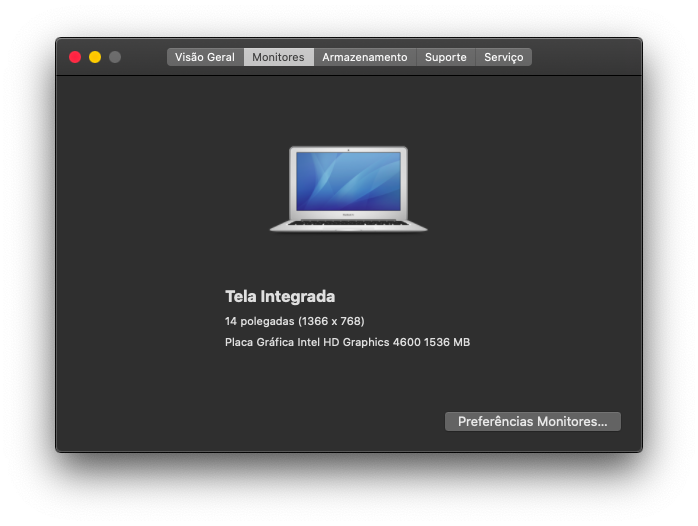 Visão Geral
Monitores
Armazenamento
Suporte
Serviço
Tela Integrada
14 polegadas (1366 x 768)
Placa Gráfica Intel HD Graphics 4600 1536 MB
Preferências Monitores...